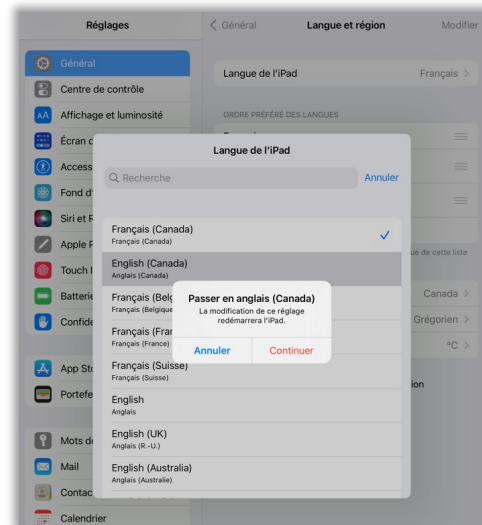 Réglages
Général
Langue et région
Modifier
Général
Centre de contrôle
Affichage et luminosité
Écran
Access
Fond d'
Siri et R
Apple P
Touch
Batterie
Confide
App Sto
Portefe
Mots de
Mail
Contac
Calendrier
Langue de l'iPad
Français
ORDRE PRÉFÉRÉ DES LANGUES
ue de cette liste
Canada
Grégorien
°C
ion
Langue de l'iPad
Recherche
Annuler
Français (Canada)
Français (Canada)
English (Canada)
Anglais (Canada)
Français (Belg
Français (Belgique
Français (Fran
Français (France)
Français (Suisse)
Français (Suisse)
English
Anglais
English (UK)
Anglais (R.-U.)
English (Australia)
Anglais (Australie)
Passer en anglais (Canada)
La modification de ce réglage
redémarrera l'iPad.
Annuler
Continuer